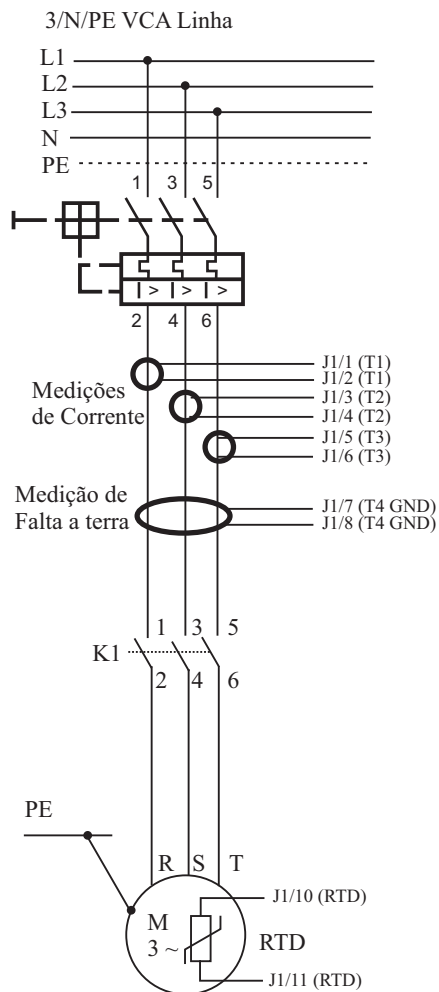 3/N/PE VCA Linha
L1
L2
L3
N
PE
1 3 5
I > I > I >
2 4 6
J1/1 (T1)
J1/2 (T1)
Medições
de Corrente
J1/3 (T2)
J1/4 (T2)
J1/5 (T3)
J1/6 (T3)
Medição de
Falta a terra
J1/7 (T4 GND)
J1/8 (T4 GND)
1 3 5
K1
2 4 6
PE
R S T
J1/10 (RTD)
M
3 ~
RTD
J1/11 (RTD)